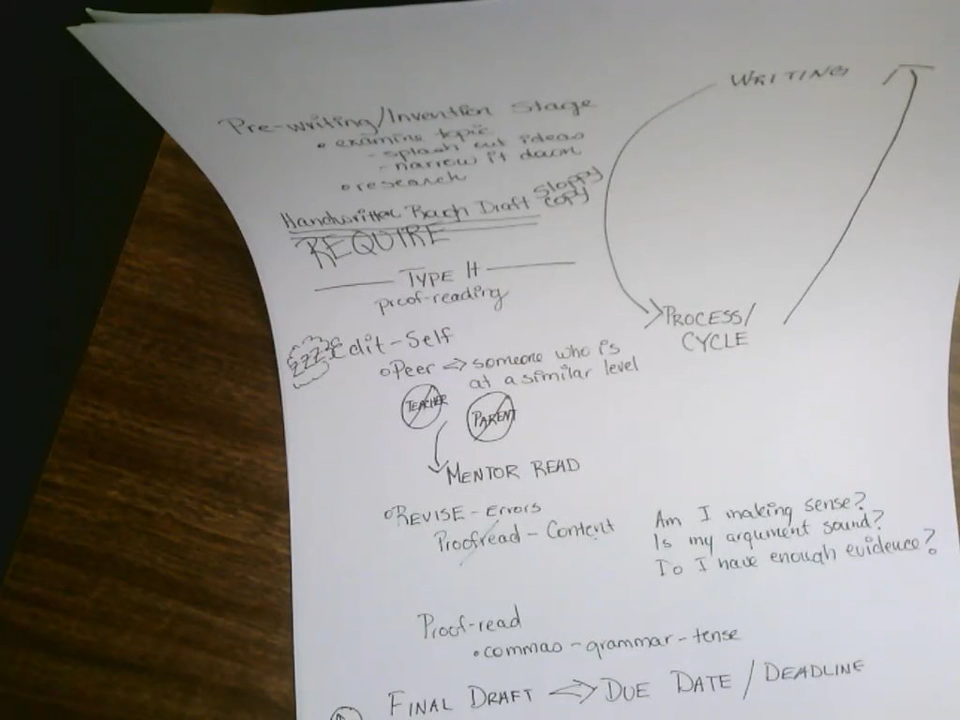 WRITING
Pre-writing/Invention Stage
• examine topic
- splash out ideas
- narrow it down
• research
Handwritten Rough Draft sloppy copy
REQUIRE
TYPE It
proof-reading
PROCESS/
CYCLE
zzzz Edit-Self
• Peer ⇒ someone who is
at a similar level
TEACHER PARENT
MENTOR READ
• REVISE - Errors
Proofread - Content
Am I making sense?
Is my argument sound?
Do I have enough evidence?
Proof-read
• commas - grammar - tense
FINAL DRAFT ⇔ DUE DATE / DEADLINE